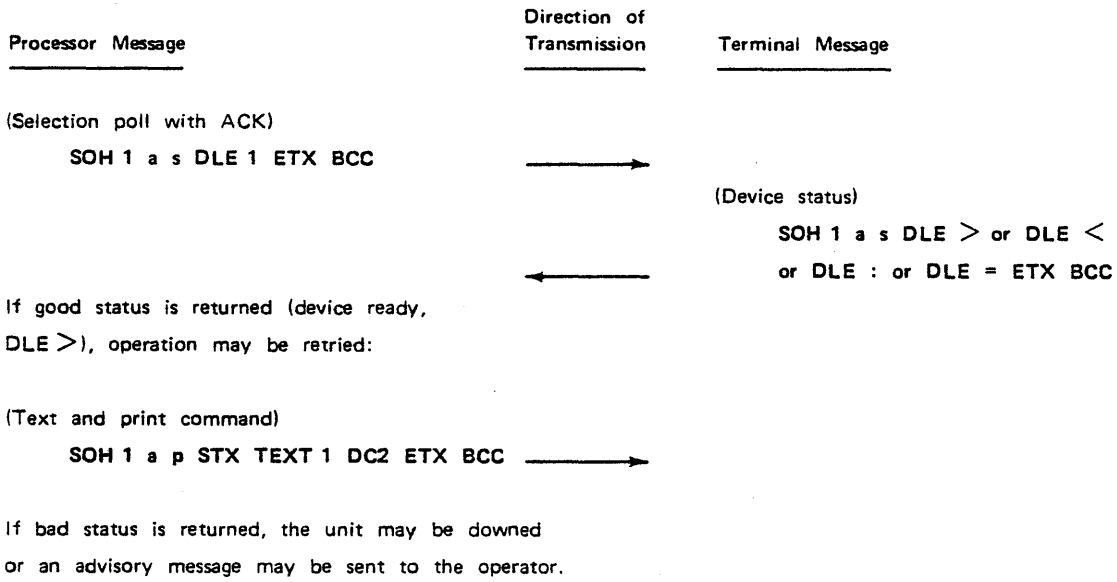 Direction of
Processor Message Transmission Terminal Message
(Selection poll with ACK)
SOH 1 a s DLE 1 ETX BCC
(Device status)
SOH 1 a s DLE > or DLE <
or DLE : or DLE = ETX BCC
If good status is returned (device ready,
DLE >), operation may be retried:
(Text and print command)
SOH 1 a p STX TEXT 1 DC2 ETX BCC
If bad status is returned, the unit may be downed
or an advisory message may be sent to the operator.